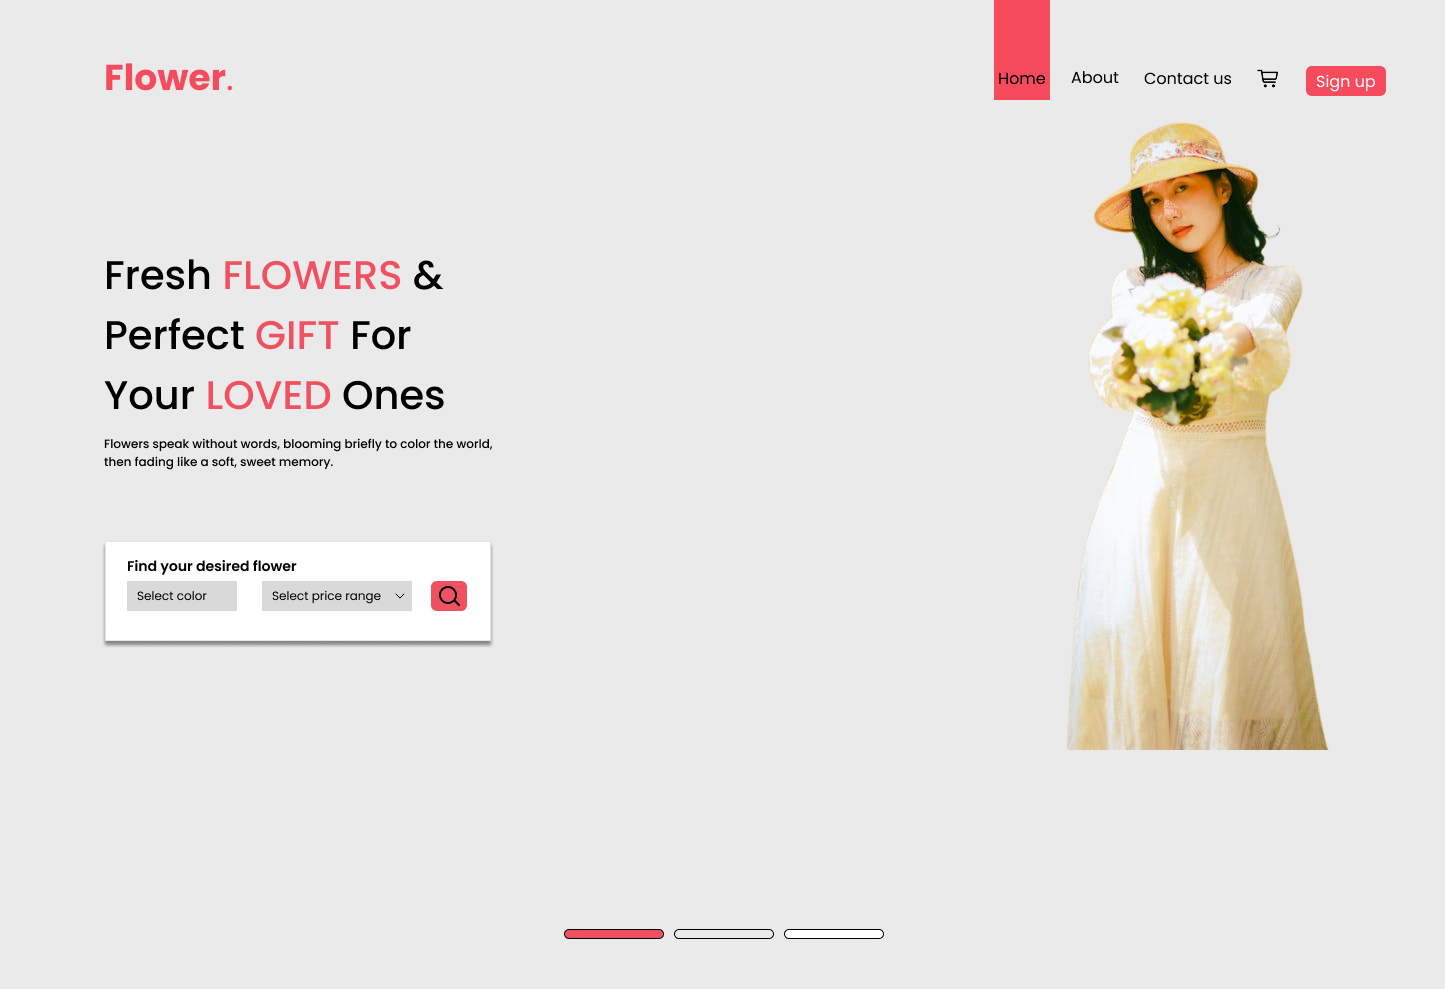 Flower.
Home About Contact us Sign up
Fresh FLOWERS &
Perfect GIFT For
Your LOVED Ones
Flowers speak without words, blooming briefly to color the world,
then fading like a soft, sweet memory.
Find your desired flower
Select color Select price range